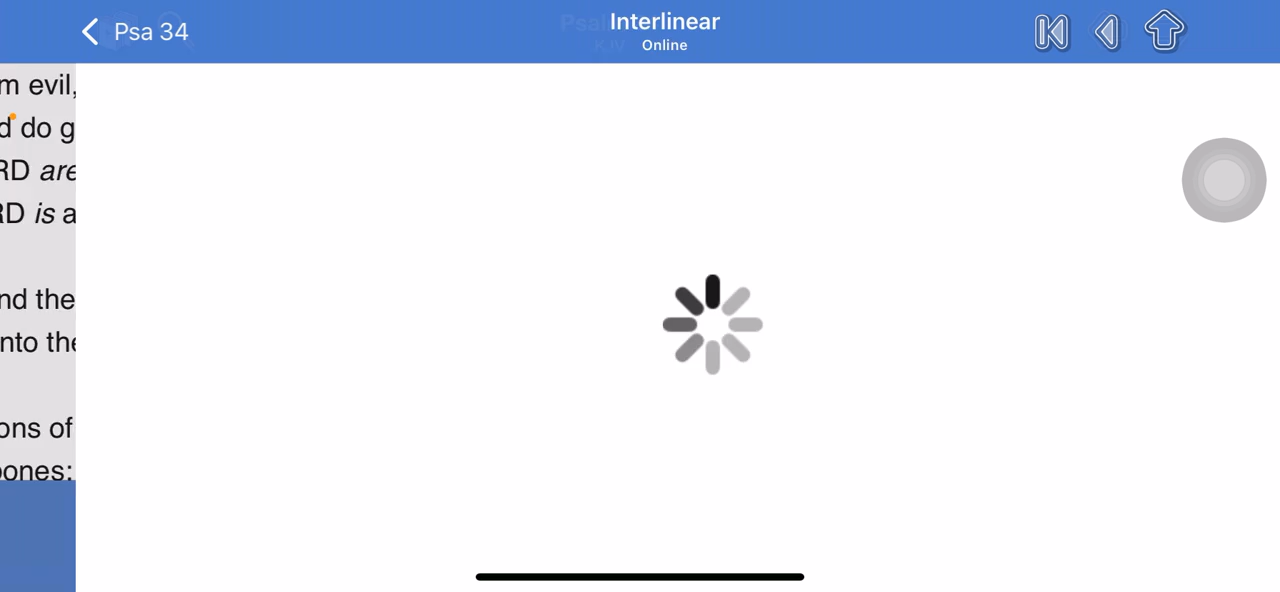 Psa 34
Interlinear
Online
m evil,
d do g
RD are
RD is a
nd the
nto the
ons of
bones: